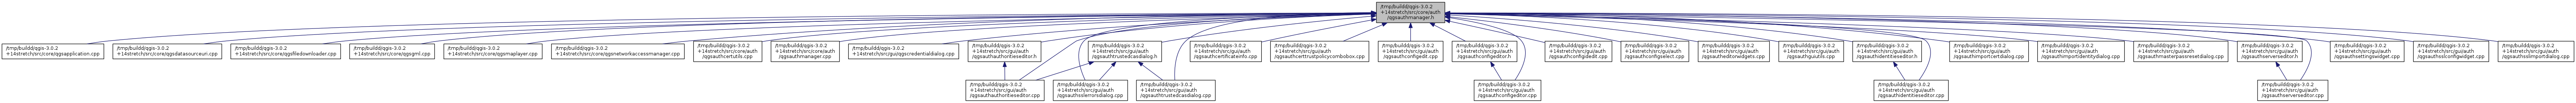 /tmp/buildd/qgis-3.0.2
+14stretch/src/core/auth
/qgsauthmanager.h
/tmp/buildd/qgis-3.0.2
+14stretch/src/core/qgsapplication.cpp
/tmp/buildd/qgis-3.0.2
+14stretch/src/core/qgsdatasourceuri.cpp
/tmp/buildd/qgis-3.0.2
+14stretch/src/core/qgsfiledownloader.cpp
/tmp/buildd/qgis-3.0.2
+14stretch/src/core/qgsgml.cpp
/tmp/buildd/qgis-3.0.2
+14stretch/src/core/qgsmaplayer.cpp
/tmp/buildd/qgis-3.0.2
+14stretch/src/core/qgsnetworkaccessmanager.cpp
/tmp/buildd/qgis-3.0.2
+14stretch/src/core/auth
/qgsauthcertutils.cpp
/tmp/buildd/qgis-3.0.2
+14stretch/src/core/auth
/qgsauthmanager.cpp
/tmp/buildd/qgis-3.0.2
+14stretch/src/gui/qgscredentialdialog.cpp
/tmp/buildd/qgis-3.0.2
+14stretch/src/gui/auth
/qgsauthauthoritieseditor.h
/tmp/buildd/qgis-3.0.2
+14stretch/src/gui/auth
/qgsauthtrustedcasdialog.h
/tmp/buildd/qgis-3.0.2
+14stretch/src/gui/auth
/qgsauthcertificateinfo.cpp
/tmp/buildd/qgis-3.0.2
+14stretch/src/gui/auth
/qgsauthcerttrustpolicycombobox.cpp
/tmp/buildd/qgis-3.0.2
+14stretch/src/gui/auth
/qgsauthconfigedit.cpp
/tmp/buildd/qgis-3.0.2
+14stretch/src/gui/auth
/qgsauthconfigeditor.h
/tmp/buildd/qgis-3.0.2
+14stretch/src/gui/auth
/qgsauthconfigidedit.cpp
/tmp/buildd/qgis-3.0.2
+14stretch/src/gui/auth
/qgsauthconfigselect.cpp
/tmp/buildd/qgis-3.0.2
+14stretch/src/gui/auth
/qgsautheditorwidgets.cpp
/tmp/buildd/qgis-3.0.2
+14stretch/src/gui/auth
/qgsauthguiutils.cpp
/tmp/buildd/qgis-3.0.2
+14stretch/src/gui/auth
/qgsauthidentitieseditor.h
/tmp/buildd/qgis-3.0.2
+14stretch/src/gui/auth
/qgsauthimportcertdialog.cpp
/tmp/buildd/qgis-3.0.2
+14stretch/src/gui/auth
/qgsauthimportidentitydialog.cpp
/tmp/buildd/qgis-3.0.2
+14stretch/src/gui/auth
/qgsauthmasterpassresetdialog.cpp
/tmp/buildd/qgis-3.0.2
+14stretch/src/gui/auth
/qgsauthserverseditor.h
/tmp/buildd/qgis-3.0.2
+14stretch/src/gui/auth
/qgsauthsettingswidget.cpp
/tmp/buildd/qgis-3.0.2
+14stretch/src/gui/auth
/qgsauthsslconfigwidget.cpp
/tmp/buildd/qgis-3.0.2
+14stretch/src/gui/auth
/qgsauthsslimportdialog.cpp
/tmp/buildd/qgis-3.0.2
+14stretch/src/gui/auth
/qgsauthauthoritieseditor.cpp
/tmp/buildd/qgis-3.0.2
+14stretch/src/gui/auth
/qgsauthsslerrorsdialog.cpp
/tmp/buildd/qgis-3.0.2
+14stretch/src/gui/auth
/qgsauthtrustedcasdialog.cpp
/tmp/buildd/qgis-3.0.2
+14stretch/src/gui/auth
/qgsauthconfigeditor.cpp
/tmp/buildd/qgis-3.0.2
+14stretch/src/gui/auth
/qgsauthidentitieseditor.cpp
/tmp/buildd/qgis-3.0.2
+14stretch/src/gui/auth
/qgsauthserverseditor.cpp